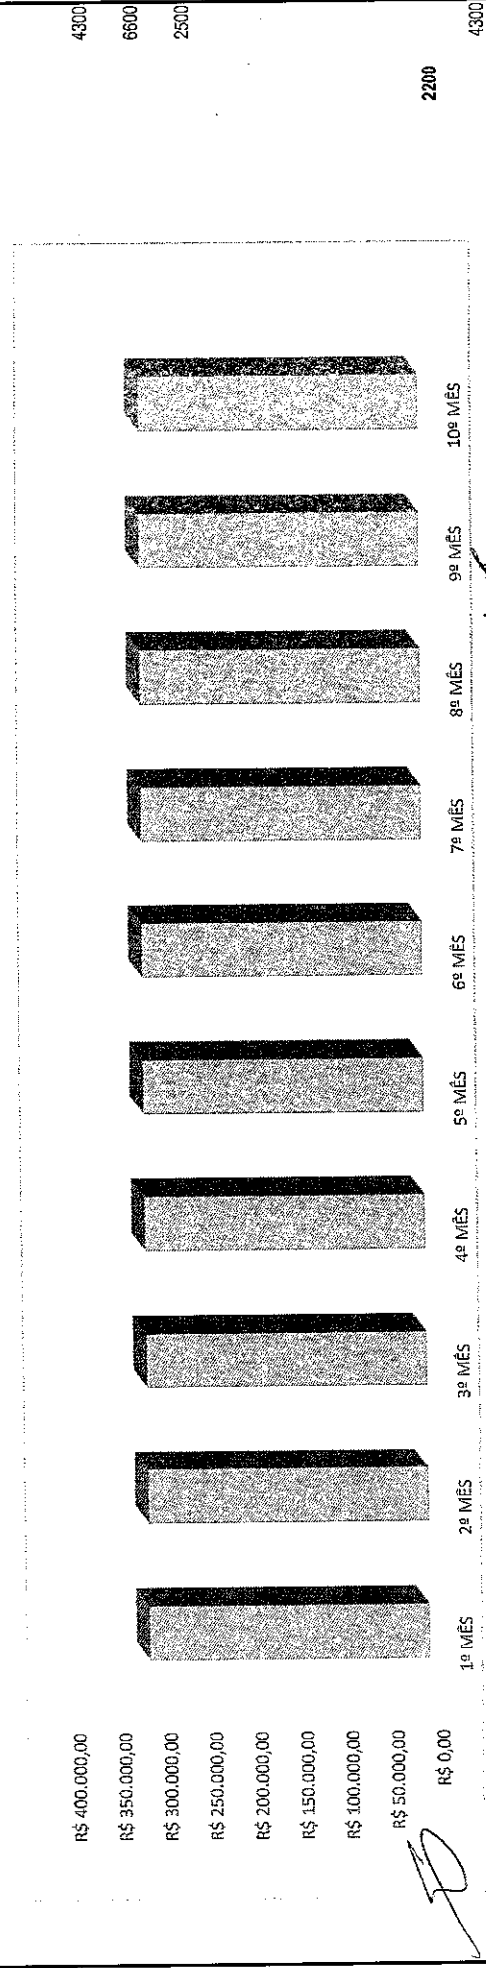 R$ 400.000,00
R$ 350.000,00
R$ 300.000,00
R$ 250.000,00
R$ 200.000,00
R$ 150.000,00
R$ 100.000,00
R$ 50.000,00
R$ 0,00
1º MÊS
2º MÊS
3º MÊS
4º MÊS
5º MÊS
6º MÊS
7º MÊS
8º MÊS
9º MÊS
10º MÊS
4300
6600
2500
2200
4300